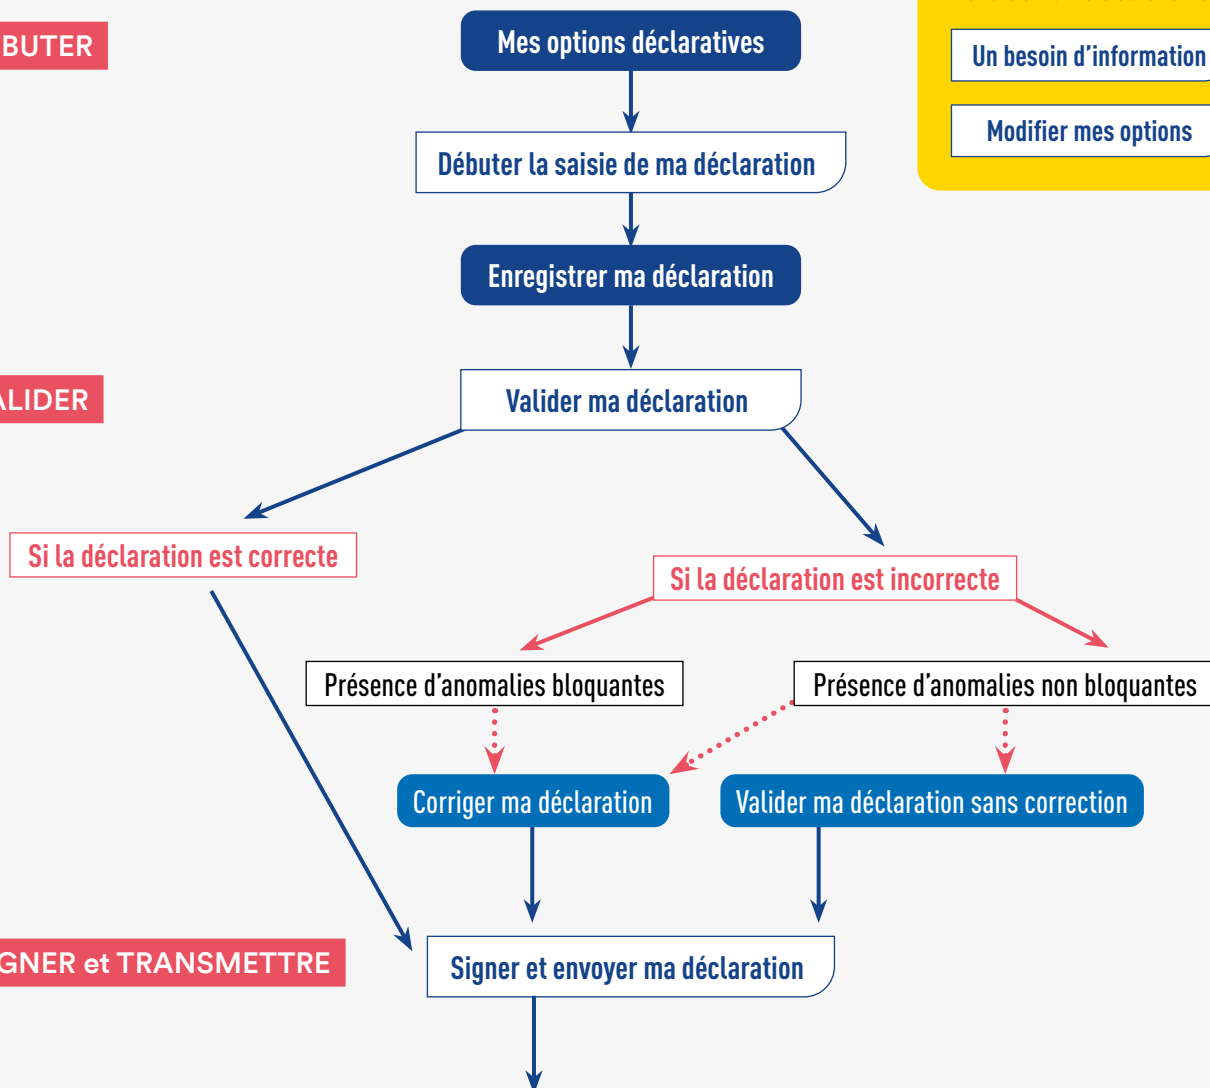 BUTER
Mes options déclaratives
Un besoin d'information
Modifier mes options
Débuter la saisie de ma déclaration
Enregistrer ma déclaration
ALIDER
Valider ma déclaration
Si la déclaration est correcte
Si la déclaration est incorrecte
Présence d'anomalies bloquantes
Présence d'anomalies non bloquantes
Corriger ma déclaration
Valider ma déclaration sans correction
GNER et TRANSMETTRE
Signer et envoyer ma déclaration